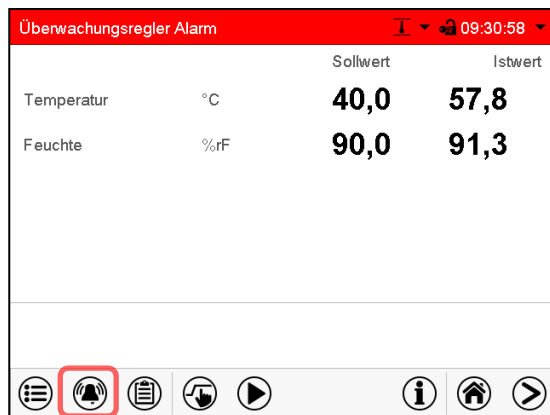 Überwachungsregler Alarm 09:30:58
Sollwert Istwert
Temperatur °C 40,0 57,8
Feuchte %rF 90,0 91,3